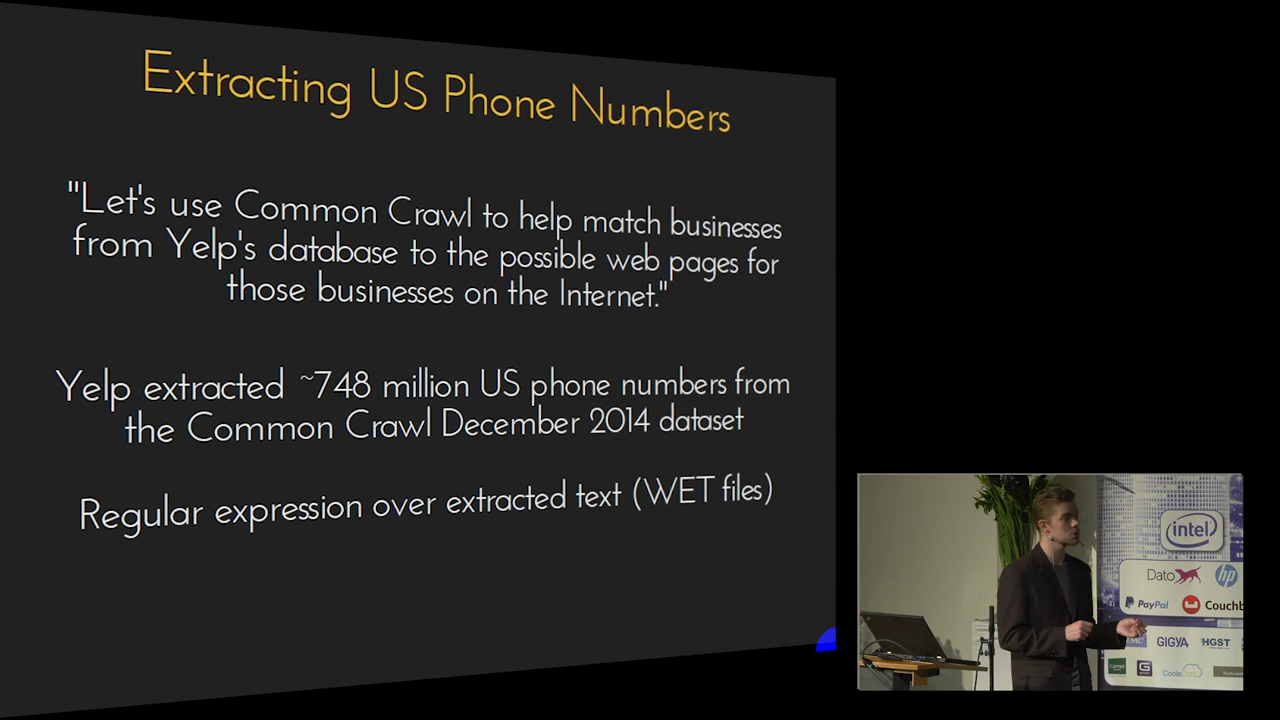 Extracting US Phone Numbers
"Let's use Common Crawl to help match businesses
from Yelp's database to the possible web pages for
those businesses on the Internet."
Yelp extracted ~748 million US phone numbers from
the Common Crawl December 2014 dataset
Regular expression over extracted text (WET files)
intel
Dato
hp
PayPal
Couchb
GIGYA
HGST